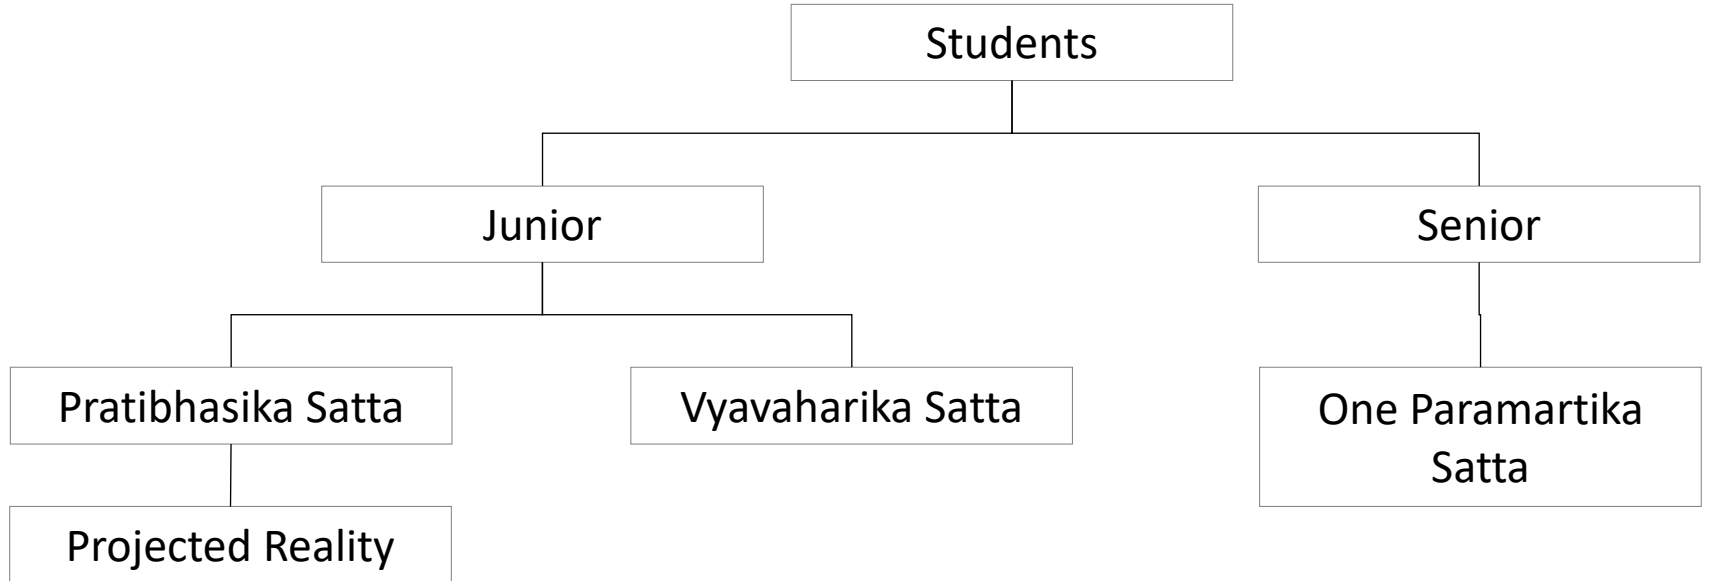 Students
Junior
Senior
Pratibhasika Satta
Vyavaharika Satta
One Paramartika
Satta
Projected Reality